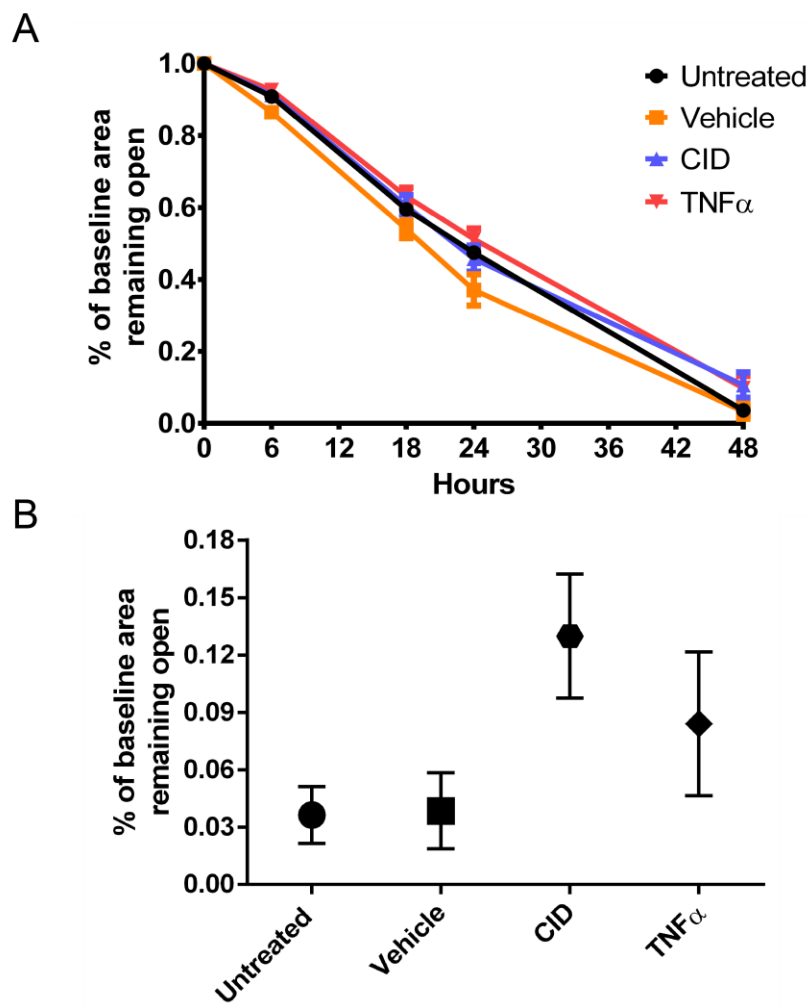 A
% of baseline area
remaining open
1.0
0.8
0.6
0.4
0.2
0.0
0 6 12 18 24 30 36 42 48
Hours
Untreated
Vehicle
CID
TNFα
B
% of baseline area
remaining open
0.18
0.15
0.12
0.09
0.06
0.03
0.00
Untreated
Vehicle
CID
TNFα